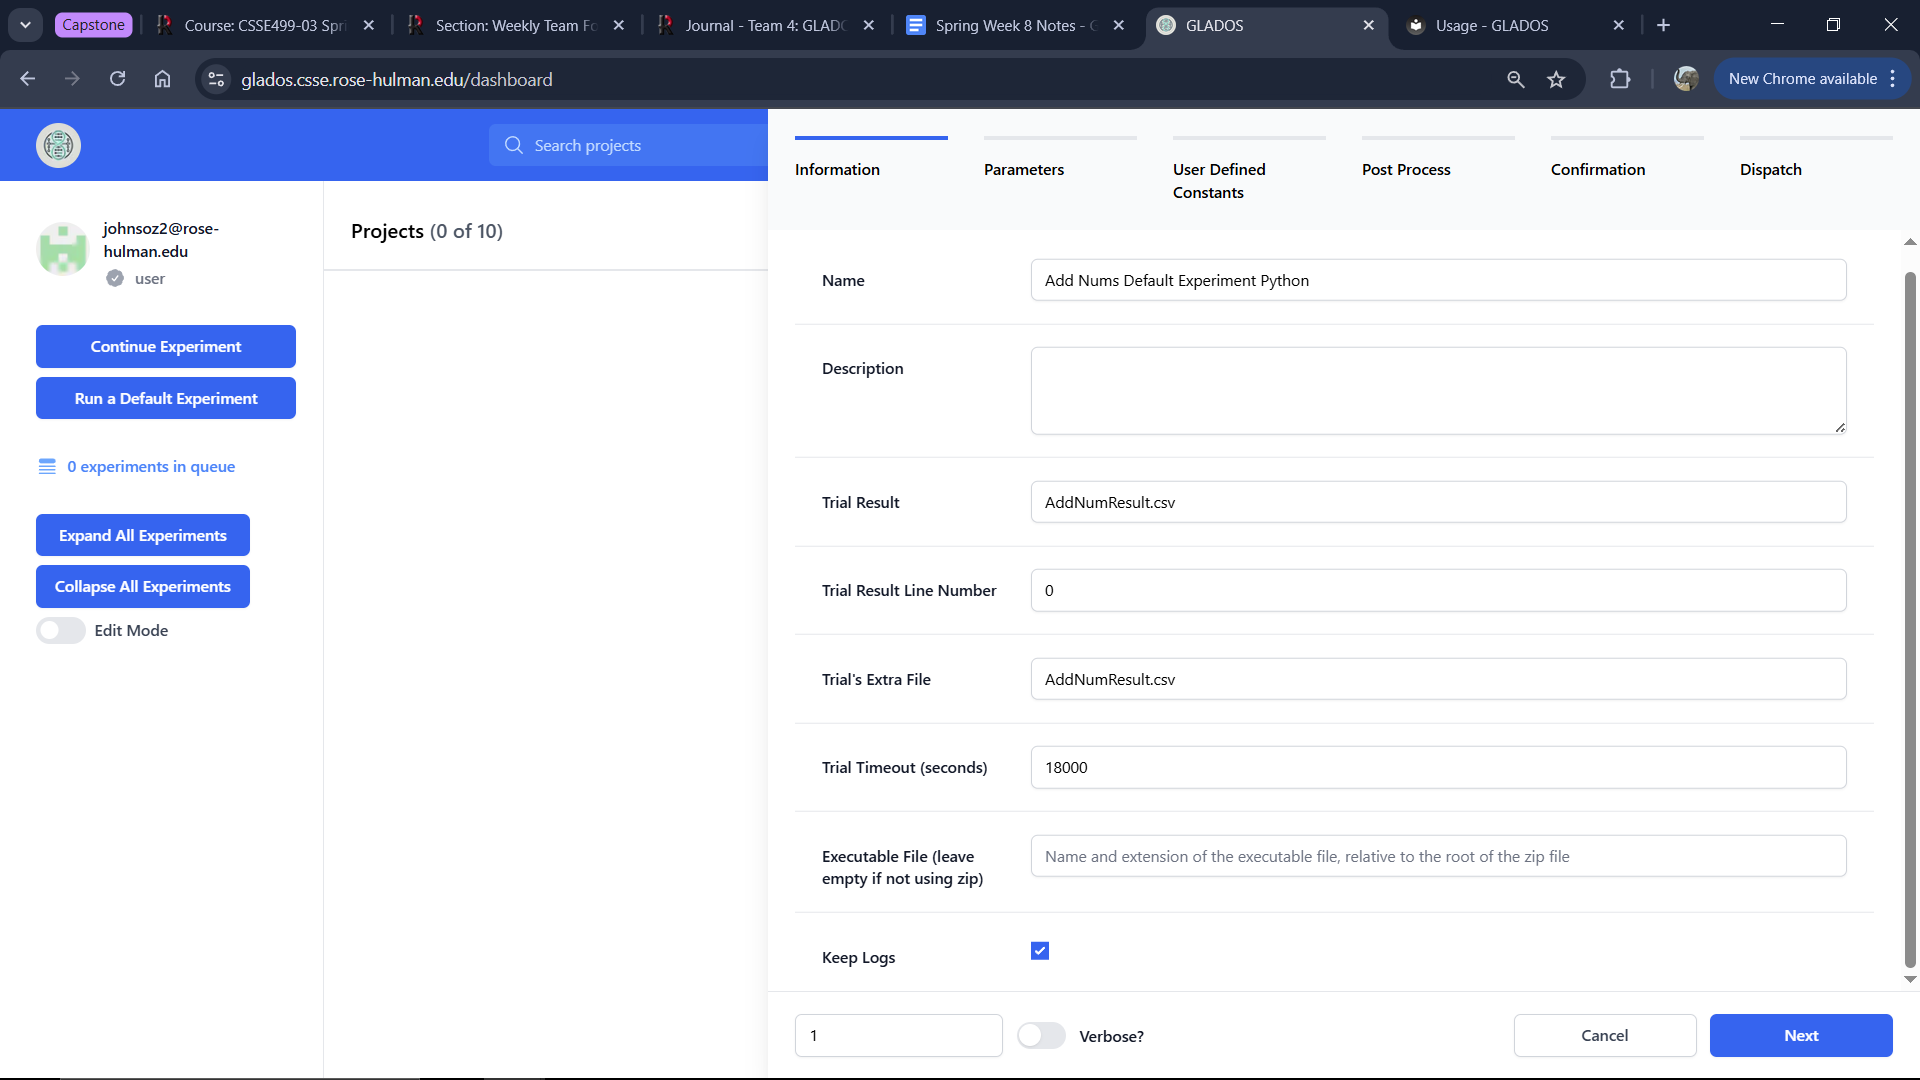 Capstone
Course: CSSE499-03 Spri
Section: Weekly Team Fo
Journal - Team 4: GLADO
Spring Week 8 Notes - G
GLADOS
Usage - GLADOS
glados.csse.rose-hulman.edu/dashboard
New Chrome available
Search projects
johnsoz2@rose-
hulman.edu
user
Continue Experiment
Run a Default Experiment
0 experiments in queue
Expand All Experiments
Collapse All Experiments
Edit Mode
Projects (0 of 10)
Information
Parameters
User Defined
Constants
Post Process
Confirmation
Dispatch
Name
Add Nums Default Experiment Python
Description
Trial Result
AddNumResult.csv
Trial Result Line Number
0
Trial's Extra File
AddNumResult.csv
Trial Timeout (seconds)
18000
Executable File (leave
empty if not using zip)
Name and extension of the executable file, relative to the root of the zip file
Keep Logs
1
Verbose?
Cancel
Next